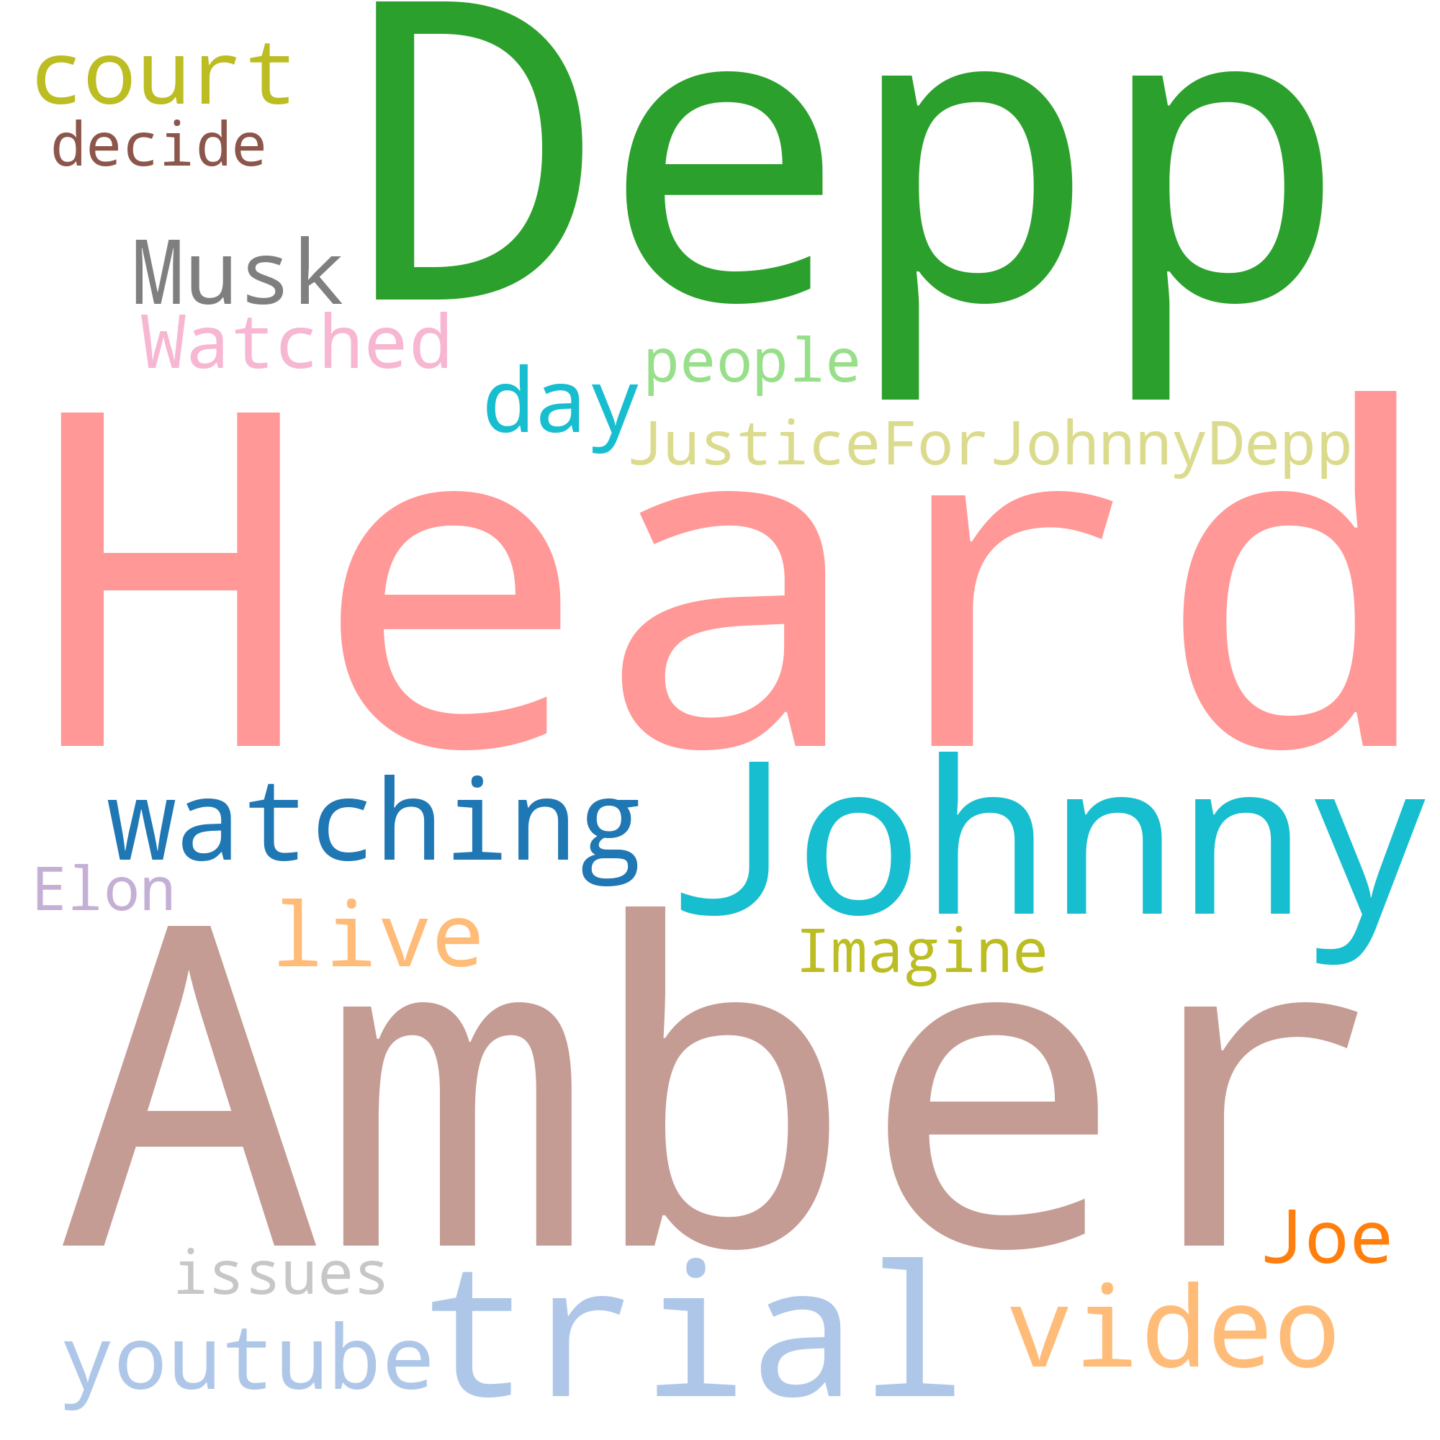 court
Depp
decide
Musk
Watched
people
day
JusticeForJohnnyDepp
Heard
Johnny
watching
Elon
live
Imagine
Amber
Joe
issues
trial
video
youtube